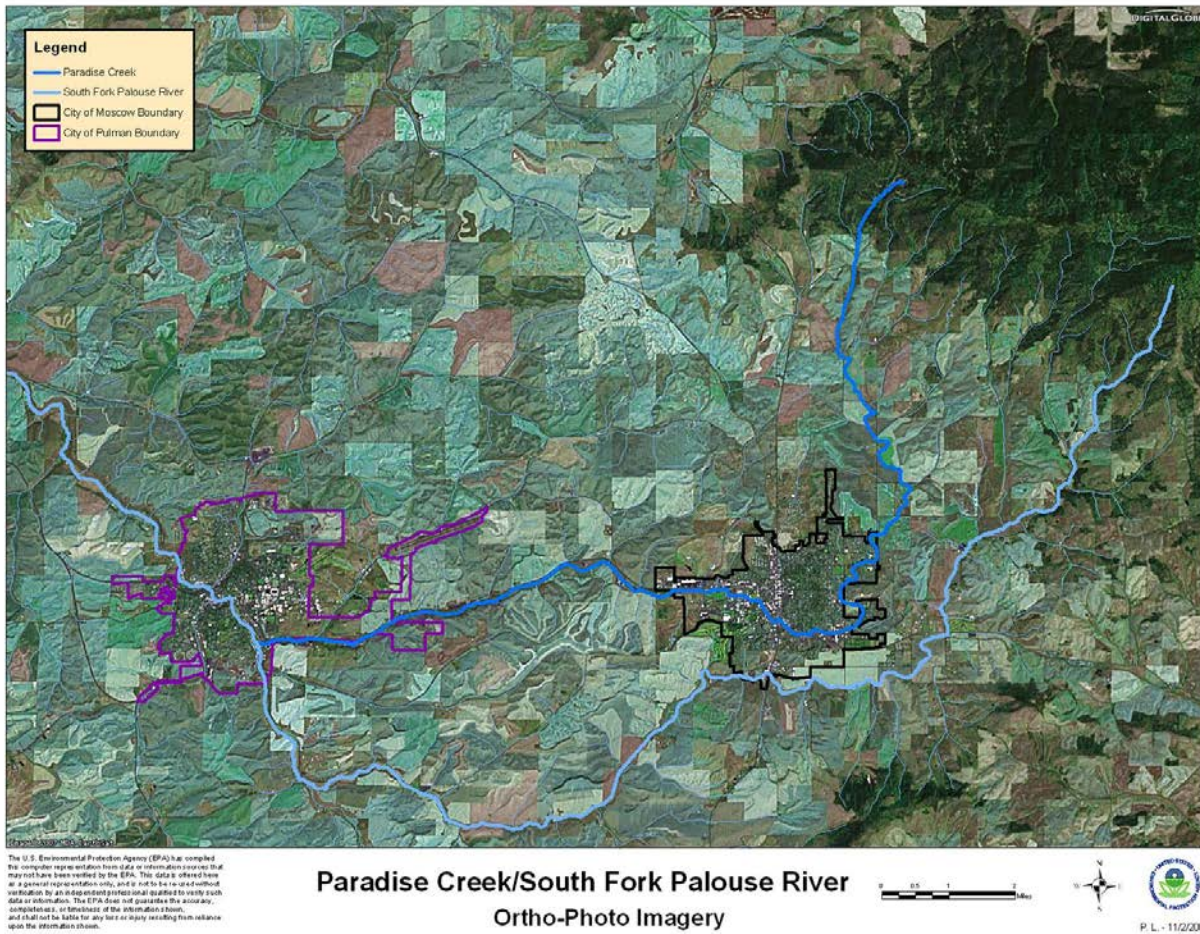 DIGITALGLOBE
Legend
Paradise Creek
South Fork Palouse River
City of Moscow Boundary
City of Pulman Boundary
The U.S. Environmental Protection Agency (EPA) has compiled
this computer representation from data or information sources that
may not have been verified by the EPA. This data is offered here
as a general representation only, and is not to be re-used without
verification by an independent professional qualified to verify such
data or information. The EPA does not guarantee the accuracy,
completeness, or timeliness of the information shown,
and shall not be liable for any loss or injury resulting from reliance
upon the information shown.
Paradise Creek/South Fork Palouse River
Ortho-Photo Imagery
0 0.5 1 2
Miles
N
P. L. - 11/2/20